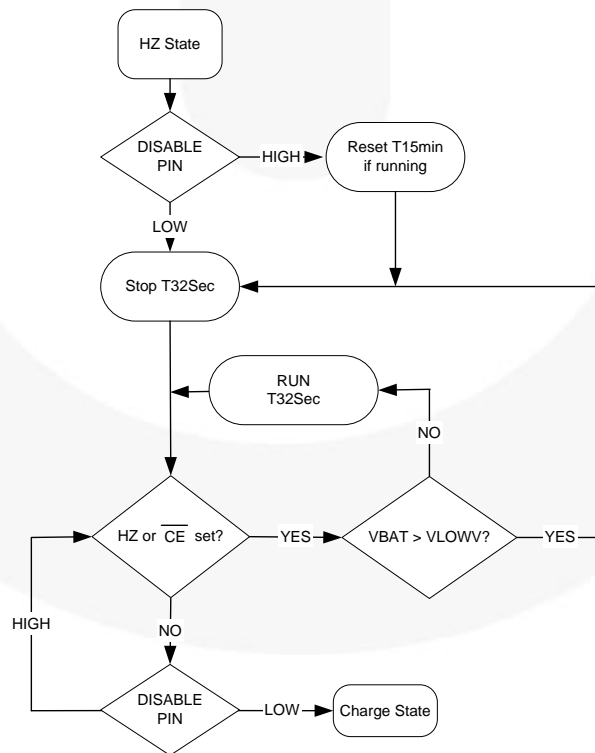 HZ State
DISABLE
PIN
HIGH
Reset T15min
if running
LOW
Stop T32Sec
RUN
T32Sec
NO
HZ or C̅E̅ set?
YES
VBAT > VLOWV?
YES
HIGH
NO
DISABLE
PIN
LOW
Charge State